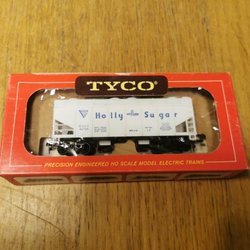 TYCO
Holly Sugar
PRECISION ENGINEERED HO SCALE MODEL ELECTRIC TRAINS